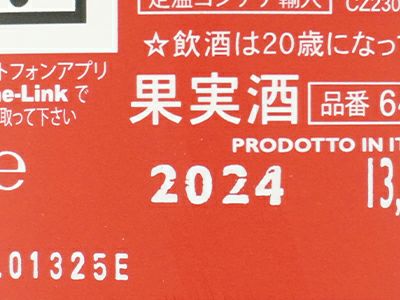 定温コンテナ輸入 CZ230
☆飲酒は20歳になっ
トフォンアプリ
e-Link で
取って下さい
果実酒 品番 64
PRODOTTO IN IT
e
2024 13,
.01325E